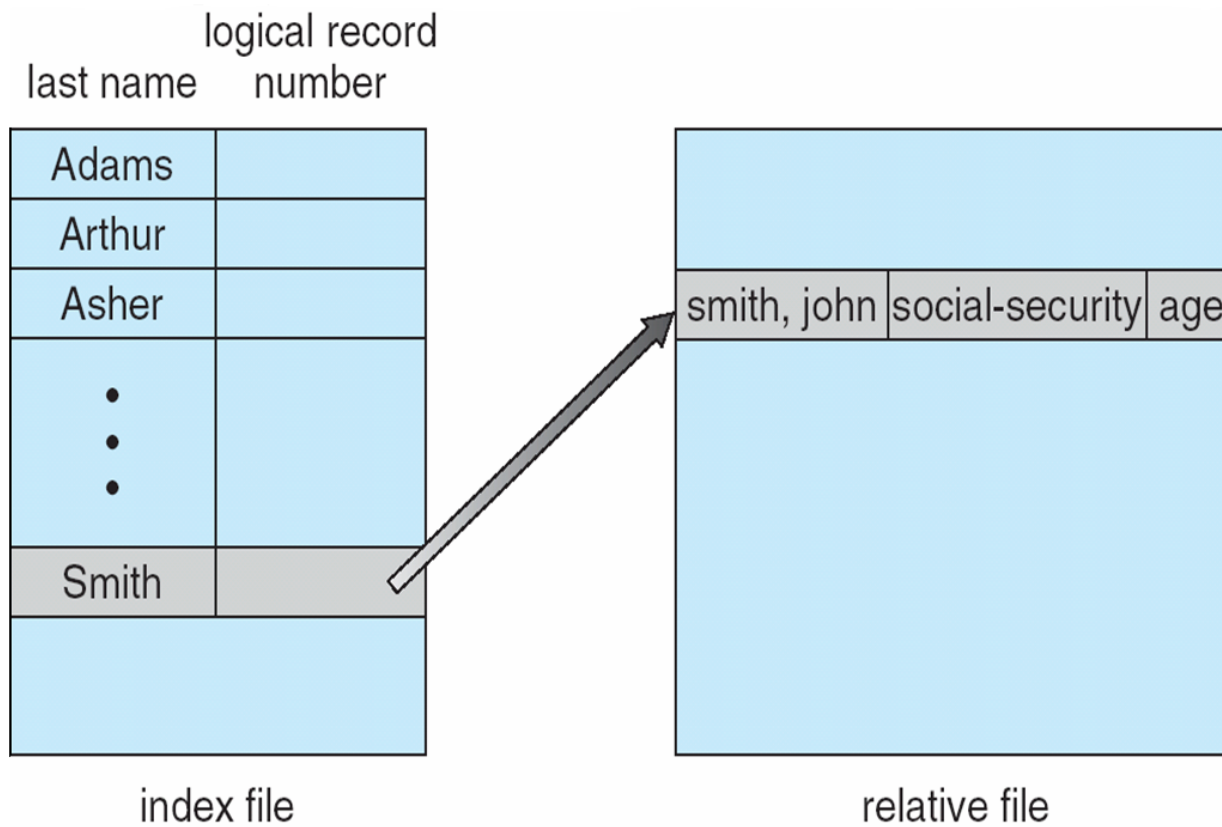 logical record
last name number
Adams
Arthur
Asher
Smith
smith, john social-security age
index file
relative file